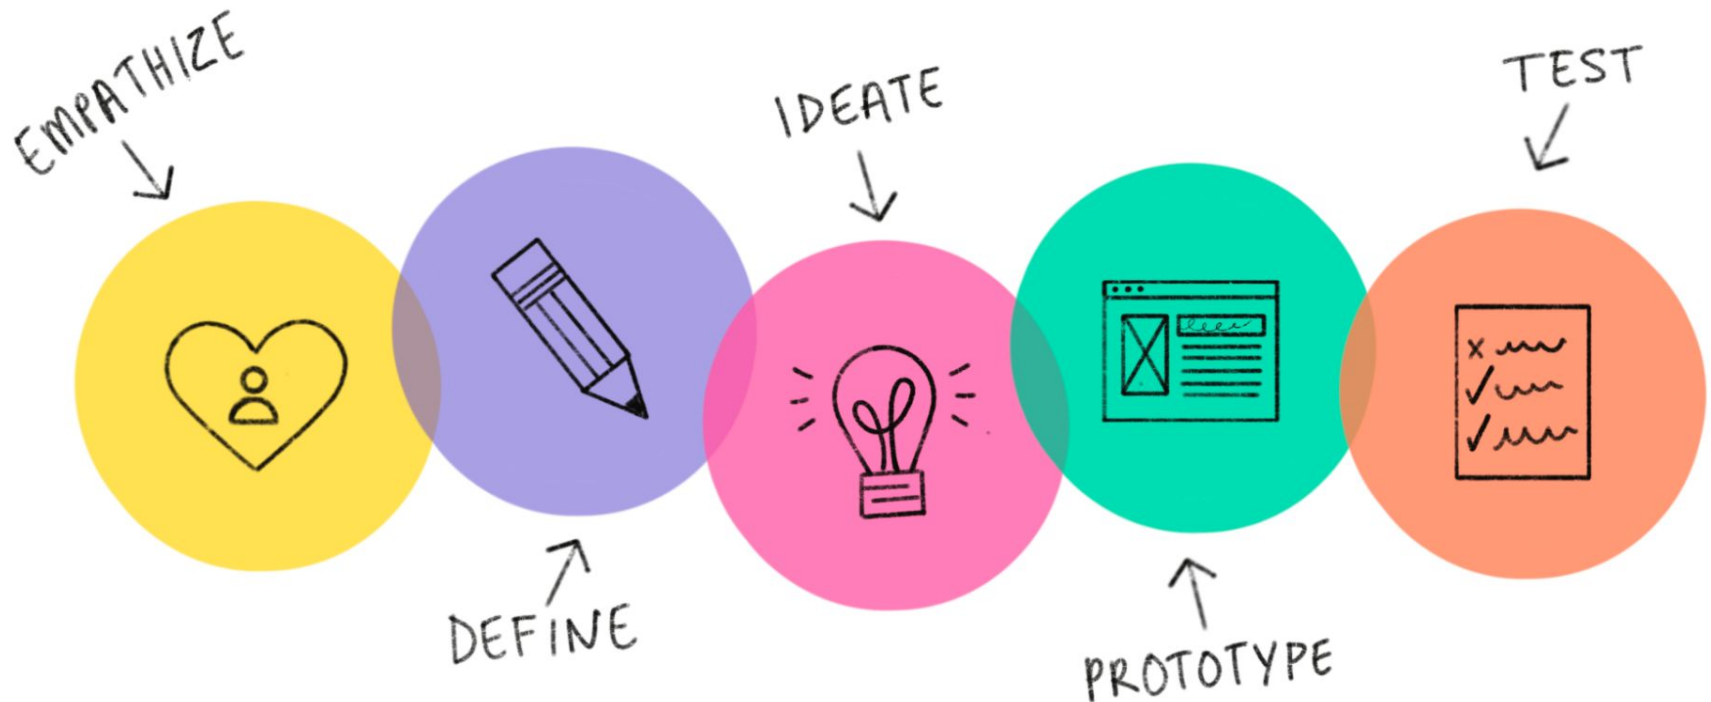 EMPATHIZE
DEFINE
IDEATE
PROTOTYPE
TEST